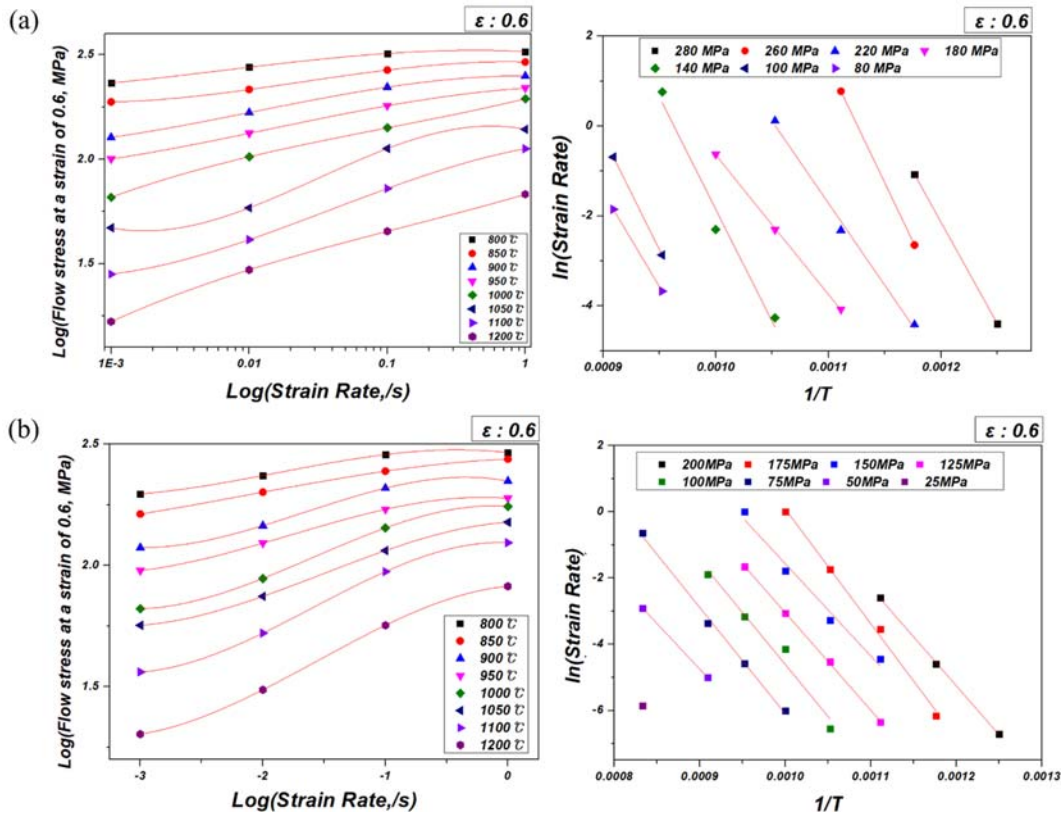 (a)
ε : 0.6
Log(Flow stress at a strain of 0.6, MPa)
2.5
2.0
1.5
800℃
850℃
900℃
950℃
1000℃
1050℃
1100℃
1200℃
1E-3 0.01 0.1 1
Log(Strain Rate,/s)
ε : 0.6
280 MPa 260 MPa 220 MPa 180 MPa
140 MPa 100 MPa 80 MPa
ln(Strain Rate)
2
0
-2
-4
0.0009 0.0010 0.0011 0.0012
1/T
(b)
ε : 0.6
Log(Flow stress at a strain of 0.6, MPa)
2.5
2.0
1.5
800℃
850℃
900℃
950℃
1000℃
1050℃
1100℃
1200℃
-3 -2 -1 0
Log(Strain Rate,/s)
ε : 0.6
200MPa 175MPa 150MPa 125MPa
100MPa 75MPa 50MPa 25MPa
ln(Strain Rate)
2
0
-2
-4
-6
0.0008 0.0009 0.0010 0.0011 0.0012 0.0013
1/T